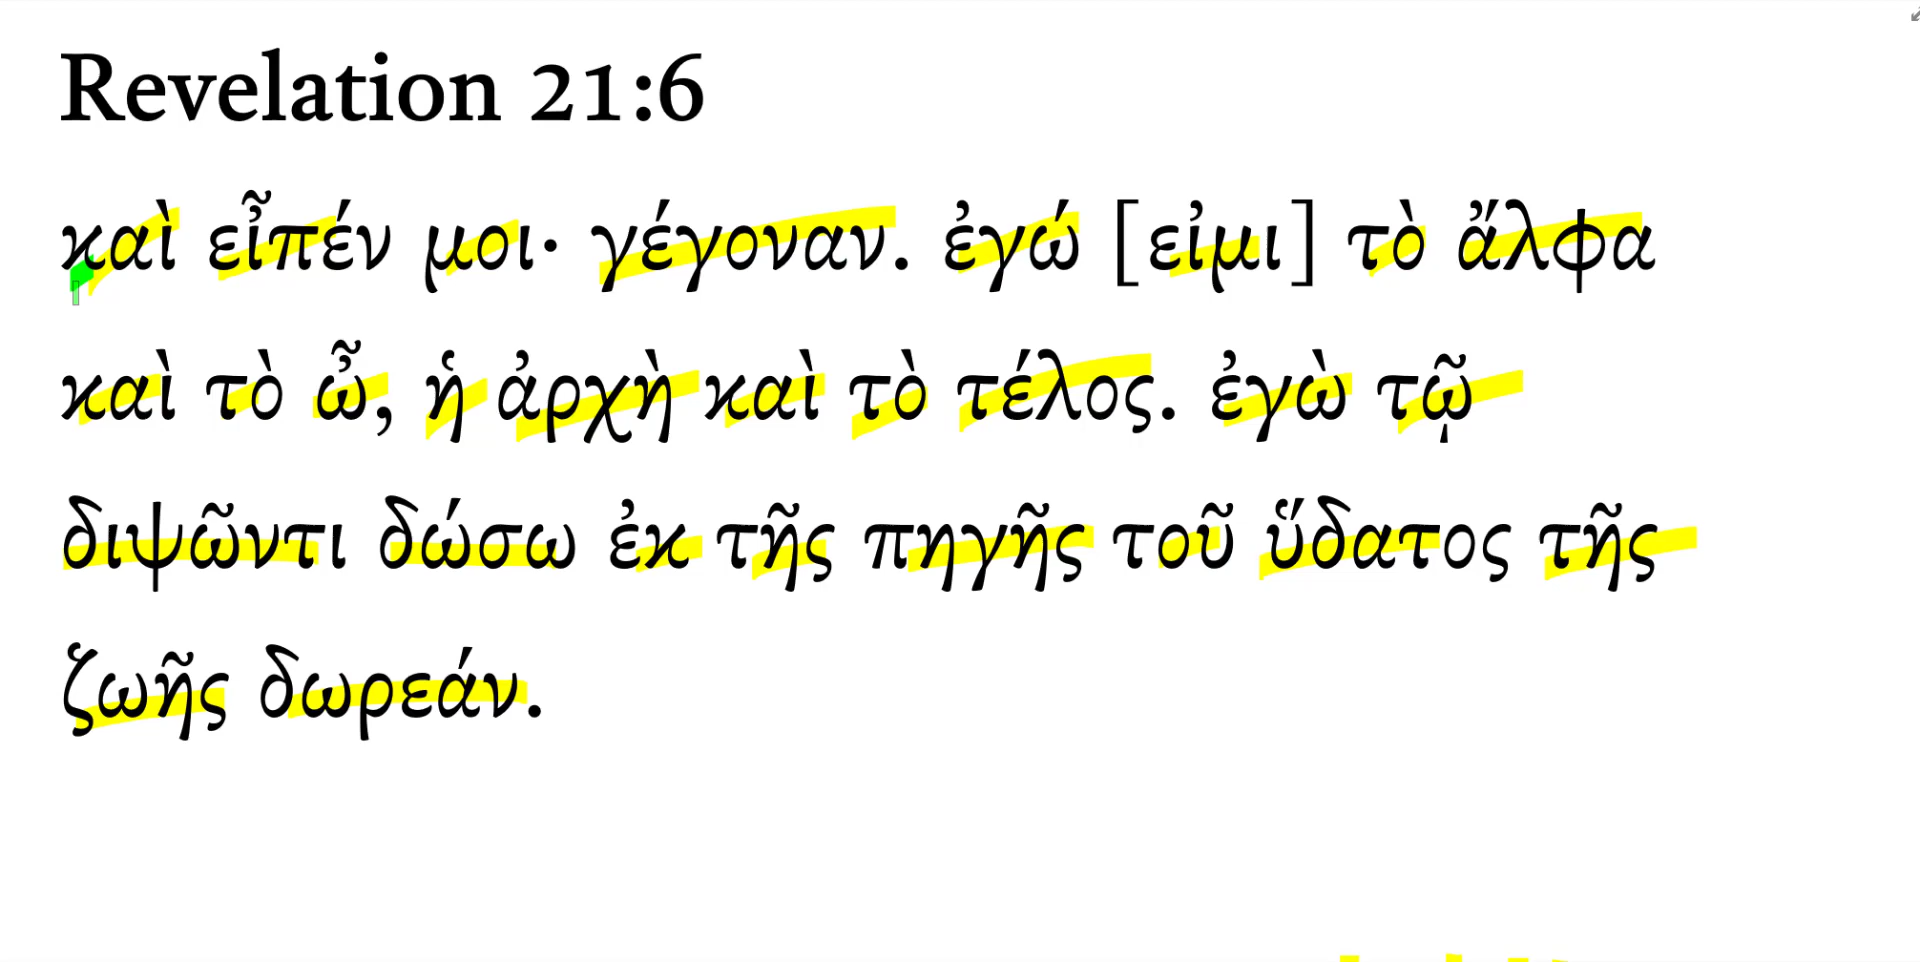 Revelation 21:6
καὶ εἶπέν μοι· γέγοναν. ἐγώ [εἰμι] τὸ ἄλφα
καὶ τὸ ὦ, ἡ ἀρχὴ καὶ τὸ τέλος. ἐγὼ τῷ
διψῶντι δώσω ἐκ τῆς πηγῆς τοῦ ὕδατος τῆς
ζωῆς δωρεάν.